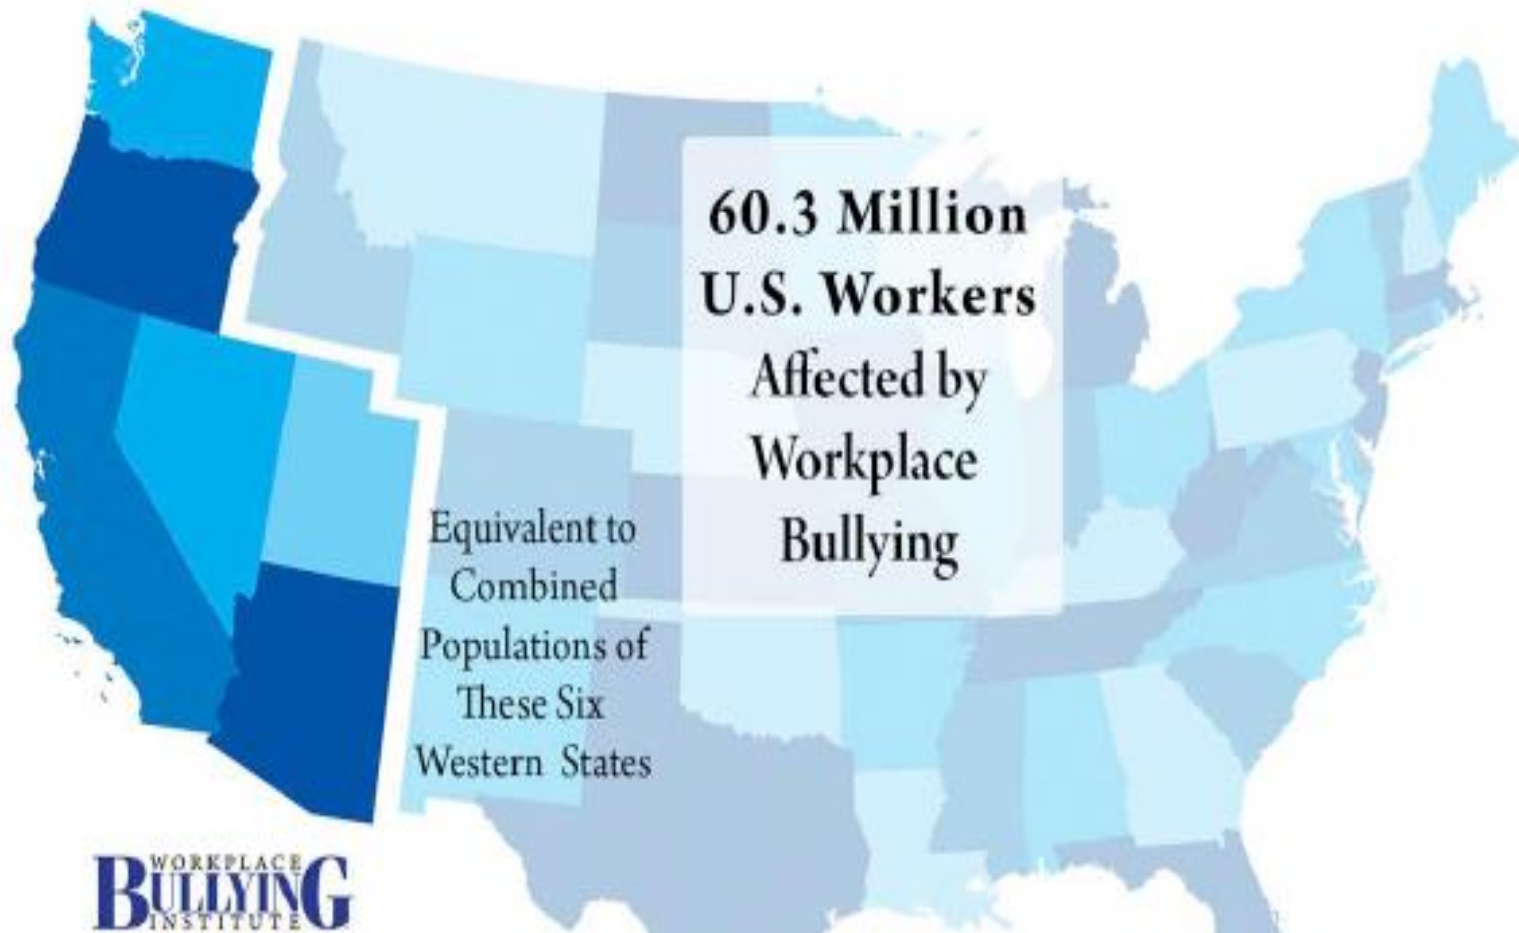 60.3 Million
U.S. Workers
Affected by
Workplace
Bullying
Equivalent to
Combined
Populations of
These Six
Western States
WORKPLACE
BULLYING
INSTITUTE